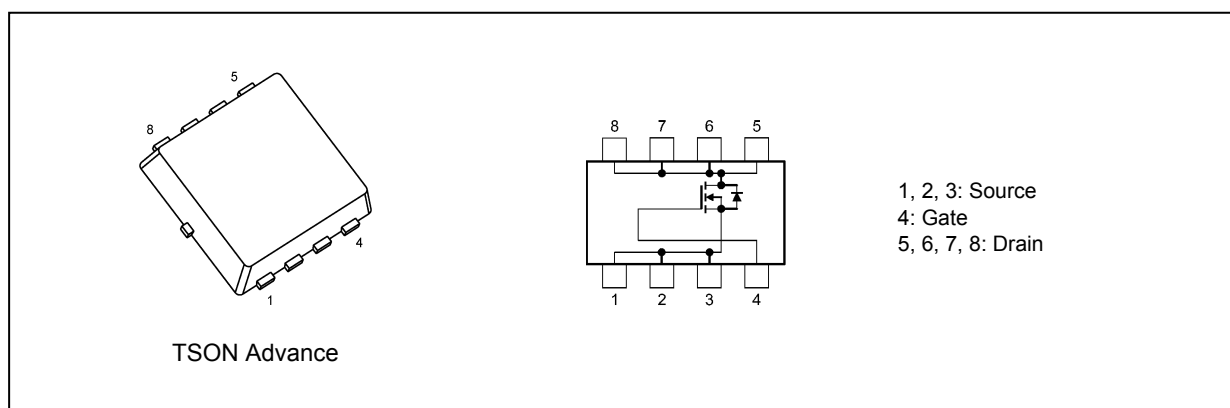 5
8
4
1
TSON Advance
8 7 6 5
1 2 3 4
1, 2, 3: Source
4: Gate
5, 6, 7, 8: Drain